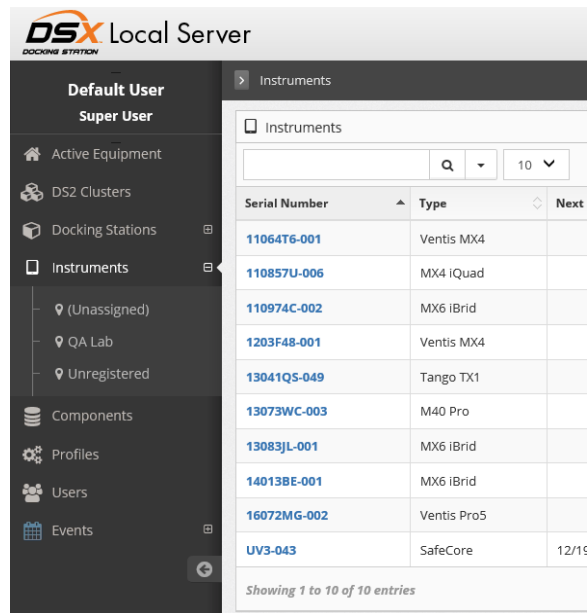 DSX Local Server
DOCKING STATION
Default User
Super User
Active Equipment
DS2 Clusters
Docking Stations
Instruments
(Unassigned)
QA Lab
Unregistered
Components
Profiles
Users
Events
Instruments
Instruments
10
Serial Number Type Next
11064T6-001 Ventis MX4
110857U-006 MX4 iQuad
110974C-002 MX6 iBrid
1203F48-001 Ventis MX4
13041QS-049 Tango TX1
13073WC-003 M40 Pro
13083JL-001 MX6 iBrid
14013BE-001 MX6 iBrid
16072MG-002 Ventis Pro5
UV3-043 SafeCore 12/19
Showing 1 to 10 of 10 entries